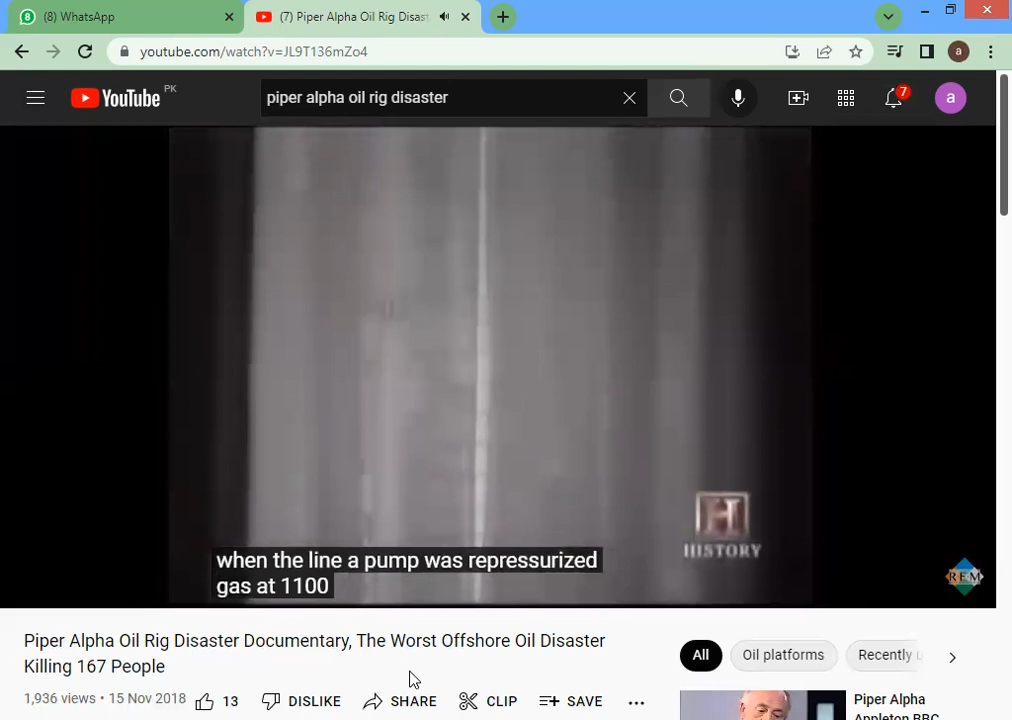 (8) WhatsApp
(7) Piper Alpha Oil Rig Disast
youtube.com/watch?v=JL9T136mZo4
a
YouTube PK
piper alpha oil rig disaster
7
a
when the line a pump was repressurized
gas at 1100
H
HISTORY
REM
Piper Alpha Oil Rig Disaster Documentary, The Worst Offshore Oil Disaster
Killing 167 People
1,936 views • 15 Nov 2018
13
DISLIKE
SHARE
CLIP
SAVE
All
Oil platforms
Recently u
Piper Alpha
Appleton BBC